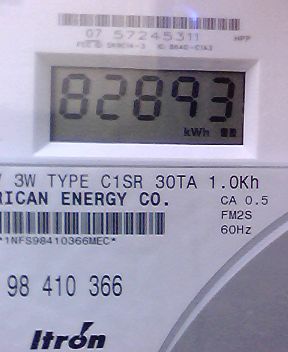 07 57245311 HPP
82893
kWh
3W TYPE C1SR 30TA 1.0Kh
RICAN ENERGY CO.
CA 0.5
FM2S
*1NFS98410366MEC*
60Hz
98 410 366
Itron